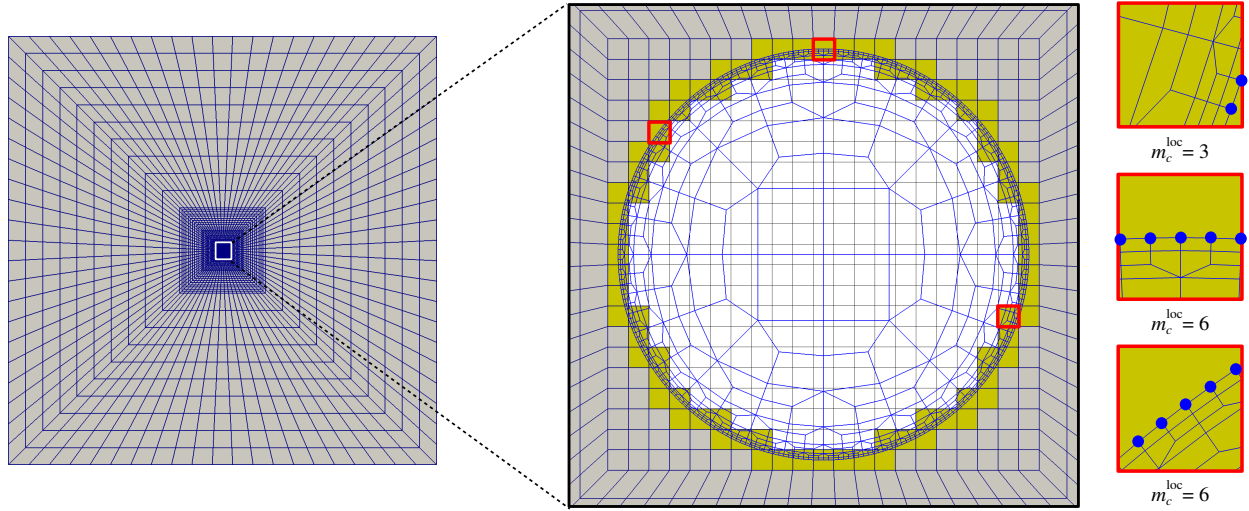 m_c^loc = 3
m_c^loc = 6
m_c^loc = 6